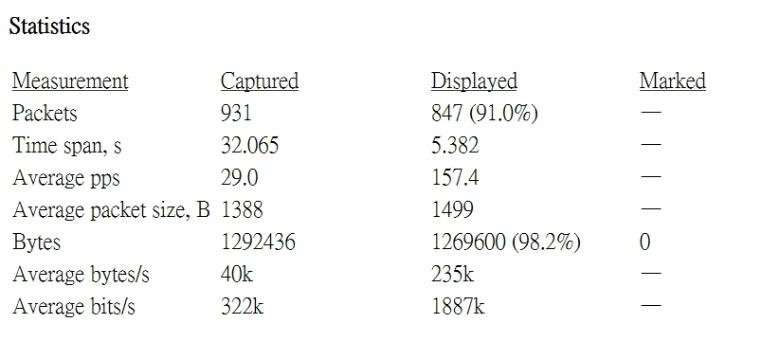 Statistics
Measurement Captured Displayed Marked
Packets 931 847 (91.0%) —
Time span, s 32.065 5.382 —
Average pps 29.0 157.4 —
Average packet size, B 1388 1499 —
Bytes 1292436 1269600 (98.2%) 0
Average bytes/s 40k 235k —
Average bits/s 322k 1887k —